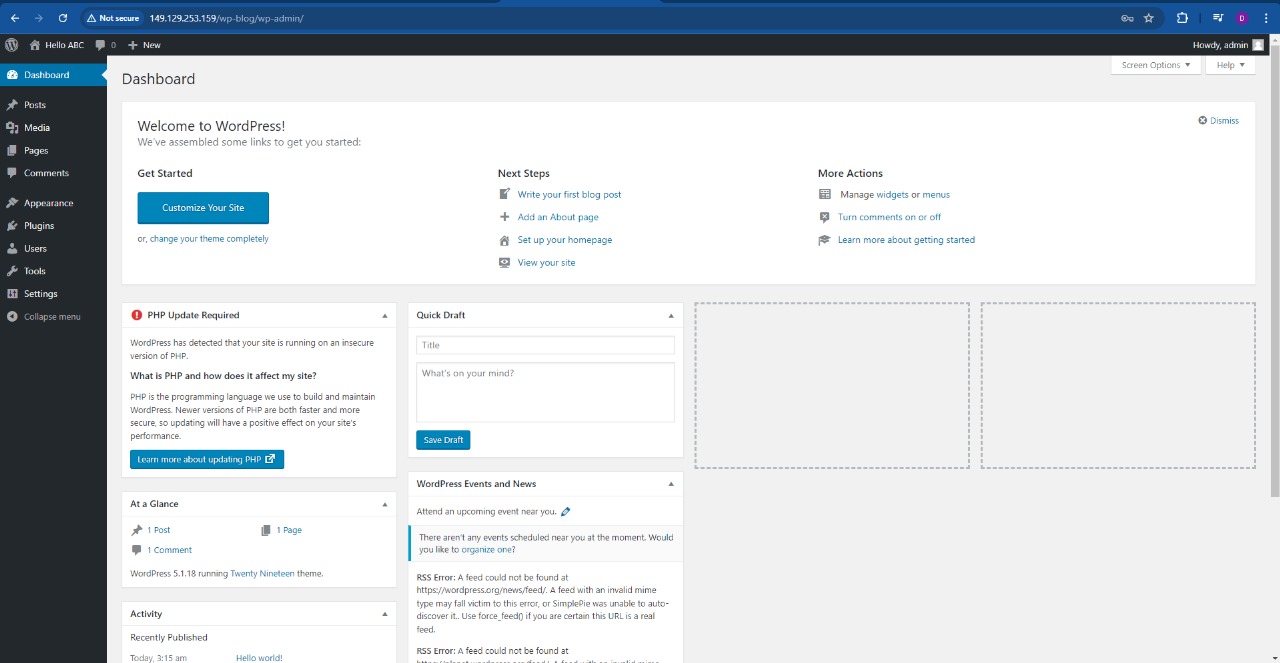 Not secure 149.129.253.159/wp-blog/wp-admin/
D
Hello ABC 0 New
Howdy, admin
Dashboard
Posts
Media
Pages
Comments
Appearance
Plugins
Users
Tools
Settings
Collapse menu
Dashboard
Screen Options
Help
Welcome to WordPress!
We've assembled some links to get you started:
Dismiss
Get Started
Customize Your Site
or, change your theme completely
Next Steps
Write your first blog post
Add an About page
Set up your homepage
View your site
More Actions
Manage widgets or menus
Turn comments on or off
Learn more about getting started
PHP Update Required
WordPress has detected that your site is running on an insecure
version of PHP.
What is PHP and how does it affect my site?
PHP is the programming language we use to build and maintain
WordPress. Newer versions of PHP are both faster and more
secure, so updating will have a positive effect on your site's
performance.
Learn more about updating PHP
At a Glance
1 Post
1 Page
1 Comment
WordPress 5.1.18 running Twenty Nineteen theme.
Activity
Recently Published
Today, 3:15 am Hello world!
Quick Draft
Title
What's on your mind?
Save Draft
WordPress Events and News
Attend an upcoming event near you.
There aren't any events scheduled near you at the moment. Would
you like to organize one?
RSS Error: A feed could not be found at
https://wordpress.org/news/feed/. A feed with an invalid mime
type may fall victim to this error, or SimplePie was unable to auto-
discover it.. Use force_feed() if you are certain this URL is a real
feed.
RSS Error: A feed could not be found at